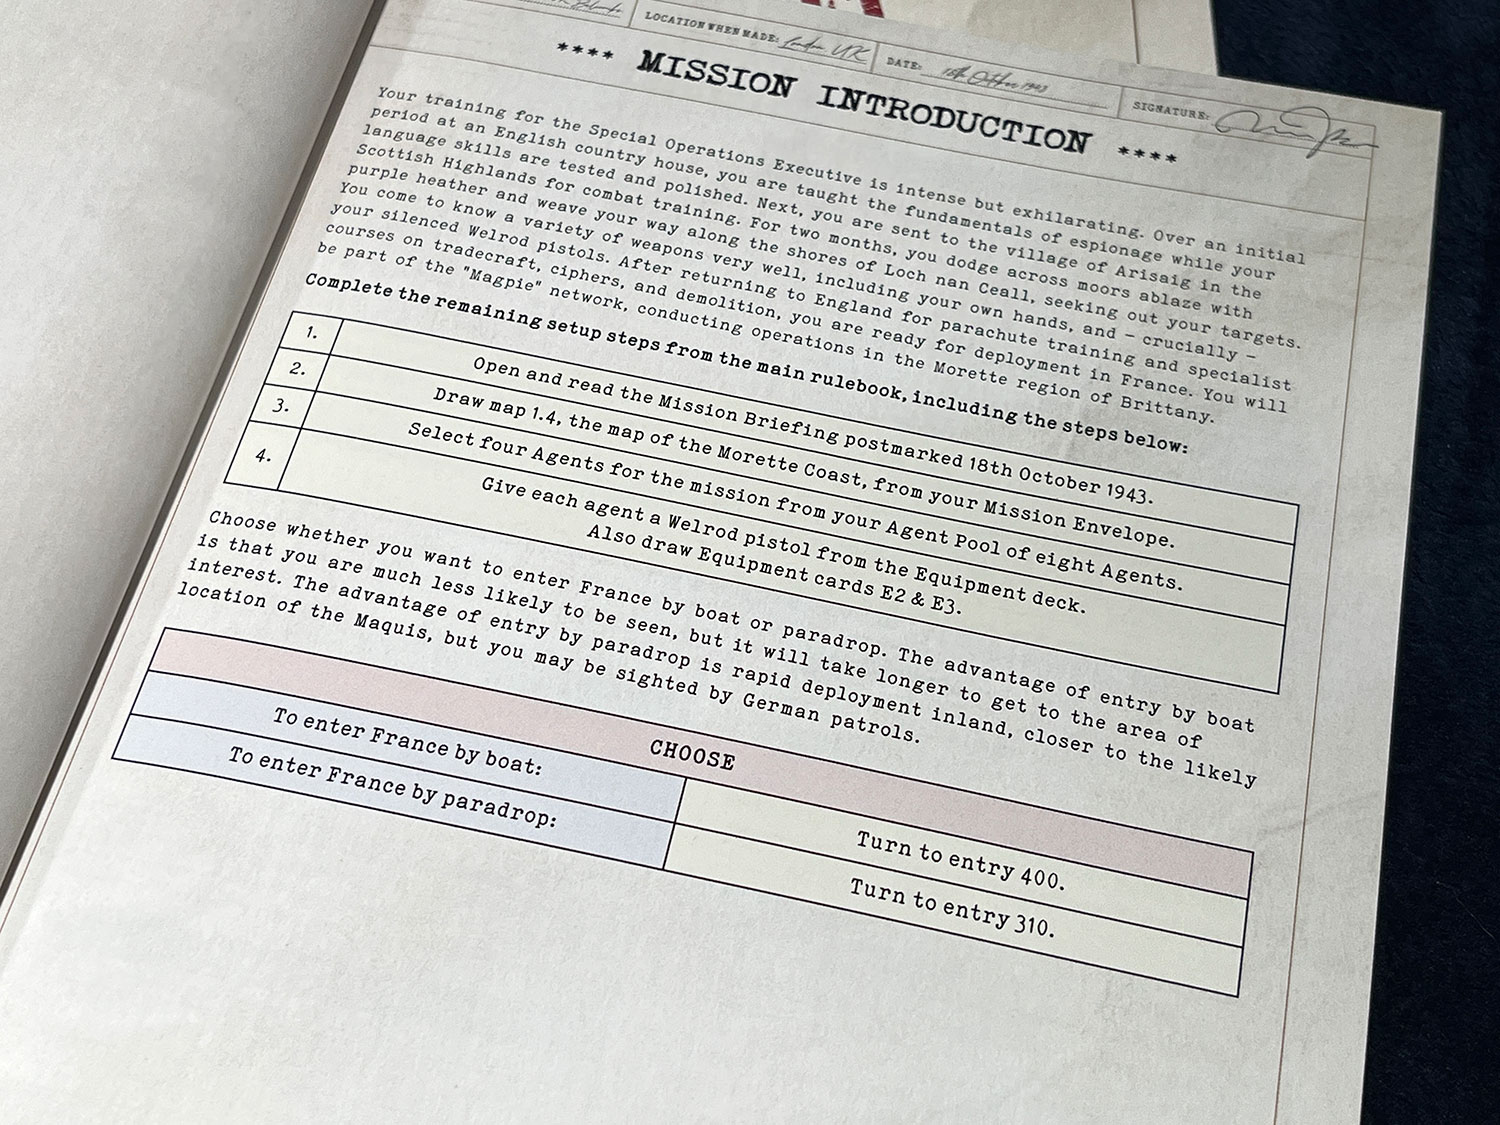 LOCATION WHEN MADE: London UK
DATE: 18th October 1943
SIGNATURE:
**** MISSION INTRODUCTION ****
Your training for the Special Operations Executive is intense but exhilarating. Over an initial
period at an English country house, you are taught the fundamentals of espionage while your
language skills are tested and polished. Next, you are sent to the village of Arisaig in the
Scottish Highlands for combat training. For two months, you dodge across moors ablaze with
purple heather and weave your way along the shores of Loch nan Ceall, seeking out your targets.
You come to know a variety of weapons very well, including your own hands, and – crucially –
your silenced Welrod pistols. After returning to England for parachute training and specialist
courses on tradecraft, ciphers, and demolition, you are ready for deployment in France. You will
be part of the "Magpie" network, conducting operations in the Morette region of Brittany.
Complete the remaining setup steps from the main rulebook, including the steps below:
1. Open and read the Mission Briefing postmarked 18th October 1943.
2. Draw map 1.4, the map of the Morette Coast, from your Mission Envelope.
3. Select four Agents for the mission from your Agent Pool of eight Agents.
4. Give each agent a Welrod pistol from the Equipment deck.
Also draw Equipment cards E2 & E3.
Choose whether you want to enter France by boat or paradrop. The advantage of entry by boat
is that you are much less likely to be seen, but it will take longer to get to the area of
interest. The advantage of entry by paradrop is rapid deployment inland, closer to the likely
location of the Maquis, but you may be sighted by German patrols.
CHOOSE
To enter France by boat: Turn to entry 400.
To enter France by paradrop: Turn to entry 310.